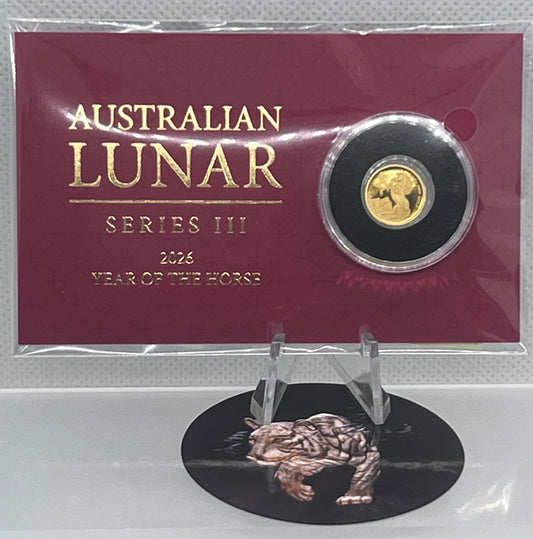 AUSTRALIAN
LUNAR
SERIES III
2026
YEAR OF THE HORSE